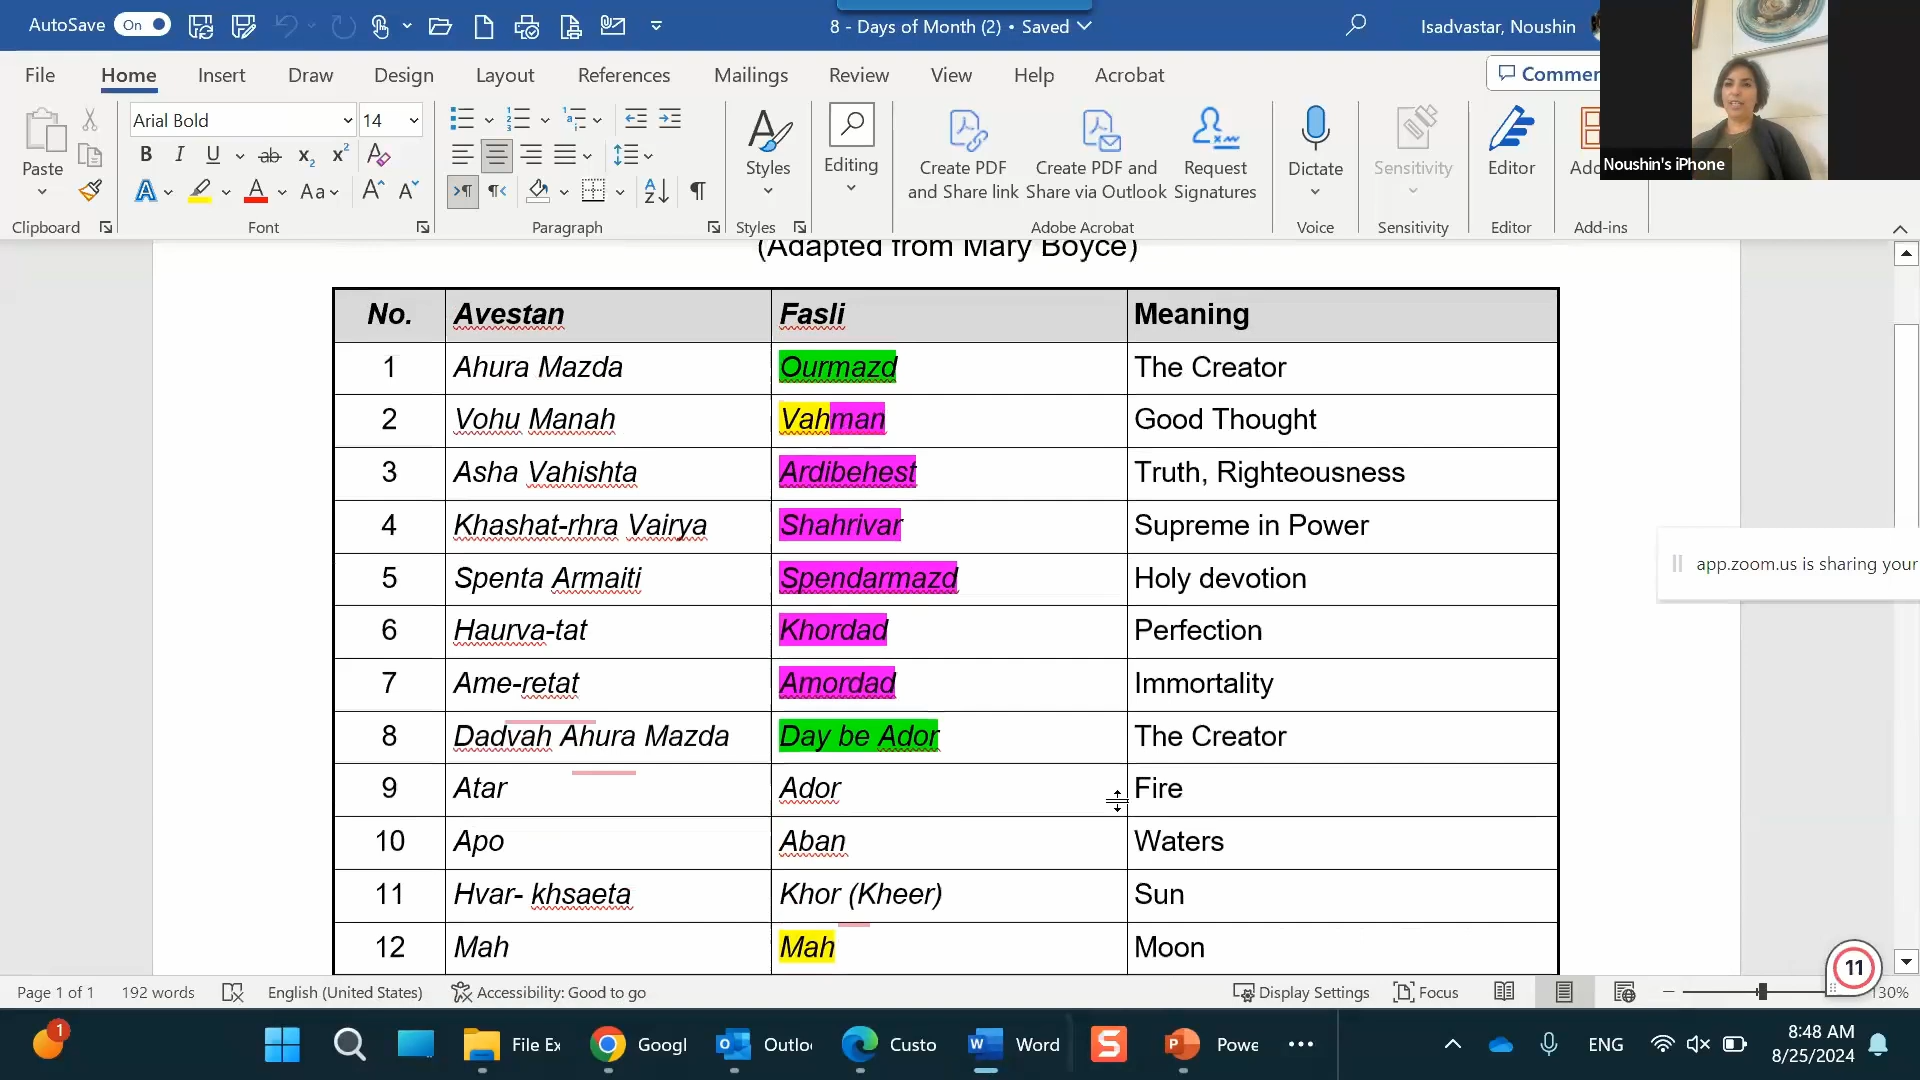 AutoSave On 8 - Days of Month (2) • Saved Isadvastar, Noushin
File Home Insert Draw Design Layout References Mailings Review View Help Acrobat
Arial Bold 14
Paste Styles Editing Create PDF and Share link Create PDF and Share via Outlook Request Signatures Dictate Sensitivity Editor
Clipboard Font Paragraph Styles Adobe Acrobat Voice Sensitivity Editor Add-ins
Noushin's iPhone
(Adapted from Mary Boyce)
No. Avestan Fasli Meaning
1 Ahura Mazda Ourmazd The Creator
2 Vohu Manah Vahman Good Thought
3 Asha Vahishta Ardibehest Truth, Righteousness
4 Khashat-rhra Vairya Shahrivar Supreme in Power
5 Spenta Armaiti Spendarmazd Holy devotion
app.zoom.us is sharing your
6 Haurva-tat Khordad Perfection
7 Ame-retat Amordad Immortality
8 Dadvah Ahura Mazda Day be Ador The Creator
9 Atar Ador Fire
10 Apo Aban Waters
11 Hvar- khsaeta Khor (Kheer) Sun
12 Mah Mah Moon
11
Page 1 of 1 192 words English (United States) Accessibility: Good to go Display Settings Focus 130%
1 File Ex Googl Outlo Custo Word Powe ENG 8:48 AM
8/25/2024